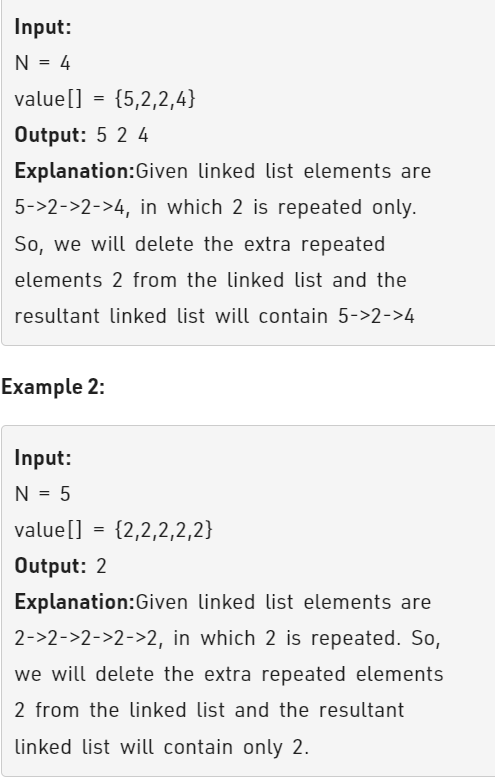 Input:
N = 4
value[] = {5,2,2,4}
Output: 5 2 4
Explanation:Given linked list elements are
5->2->2->4, in which 2 is repeated only.
So, we will delete the extra repeated
elements 2 from the linked list and the
resultant linked list will contain 5->2->4
Example 2:
Input:
N = 5
value[] = {2,2,2,2,2}
Output: 2
Explanation:Given linked list elements are
2->2->2->2->2, in which 2 is repeated. So,
we will delete the extra repeated elements
2 from the linked list and the resultant
linked list will contain only 2.